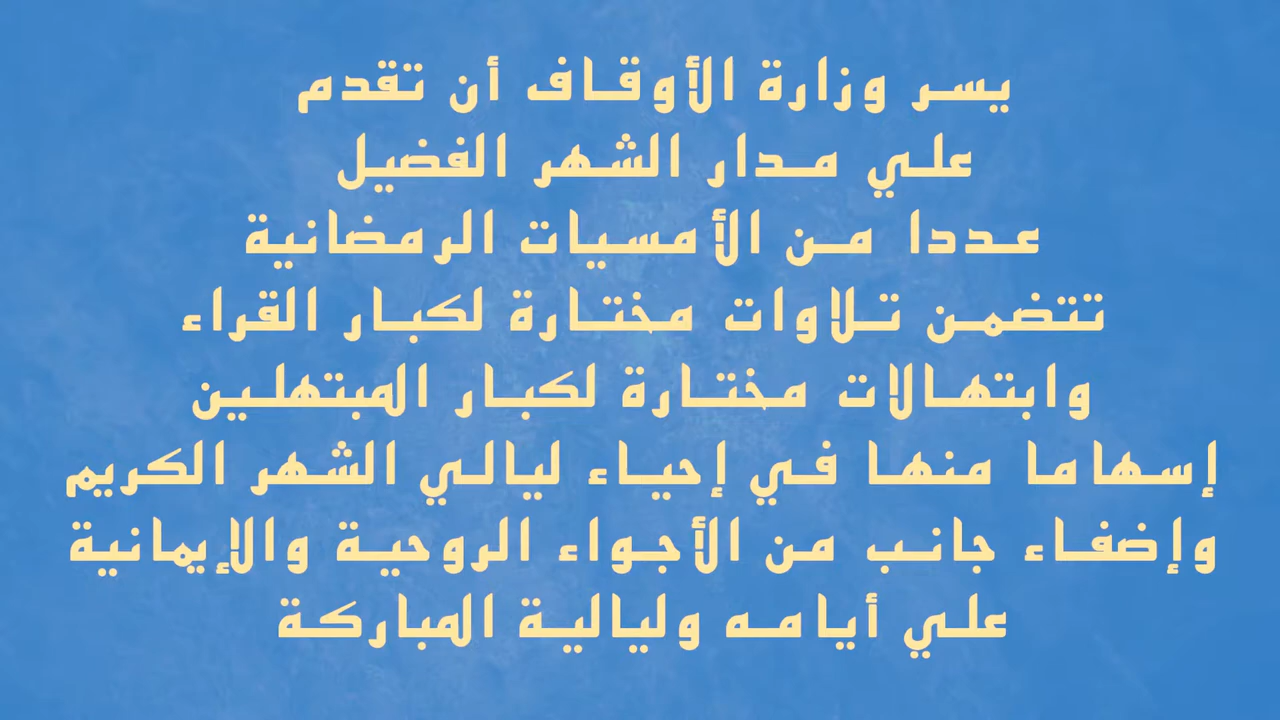 يسر وزارة الأوقاف أن تقدم
علي مدار الشهر الفضيل
عددا من الأمسيات الرمضانية
تتضمن تلاوات مختارة لكبار القراء
وابتهالات مختارة لكبار المبتهلين
إسهاما منها في إحياء ليالي الشهر الكريم
وإضفاء جانب من الأجواء الروحية والإيمانية
علي أيامه وليالية المباركة